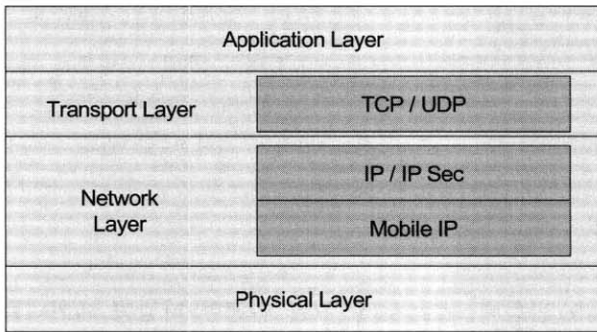 Application Layer
Transport Layer
TCP / UDP
Network
Layer
IP / IP Sec
Mobile IP
Physical Layer